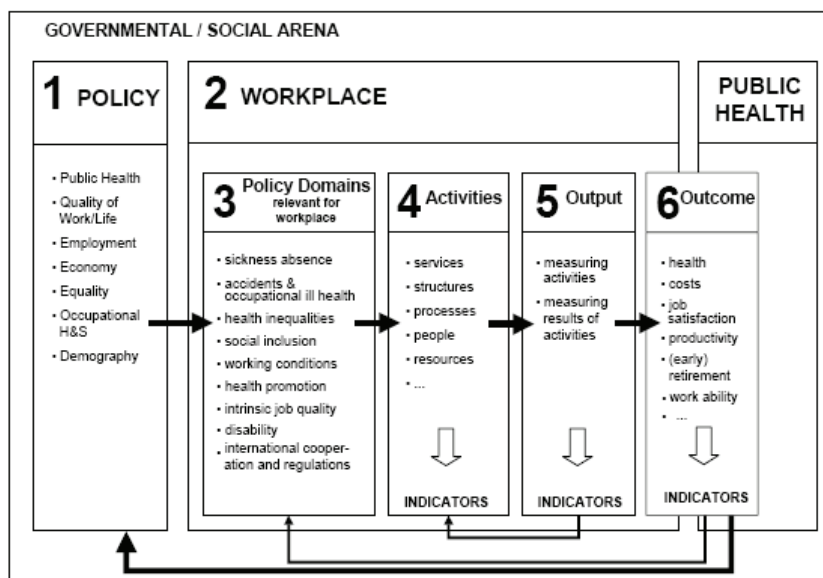 GOVERNMENTAL / SOCIAL ARENA
1 POLICY
• Public Health
• Quality of
Work/Life
• Employment
• Economy
• Equality
• Occupational
H&S
• Demography
2 WORKPLACE
3 Policy Domains
relevant for
workplace
• sickness absence
• accidents &
occupational ill health
• health inequalities
• social inclusion
• working conditions
• health promotion
• intrinsic job quality
• disability
• international cooper-
ation and regulations
4 Activities
• services
• structures
• processes
• people
• resources
• ...
INDICATORS
5 Output
• measuring
activities
• measuring
results of
activities
INDICATORS
PUBLIC
HEALTH
6 Outcome
• health
• costs
• job
satisfaction
• productivity
• (early)
retirement
• work ability
• ...
INDICATORS